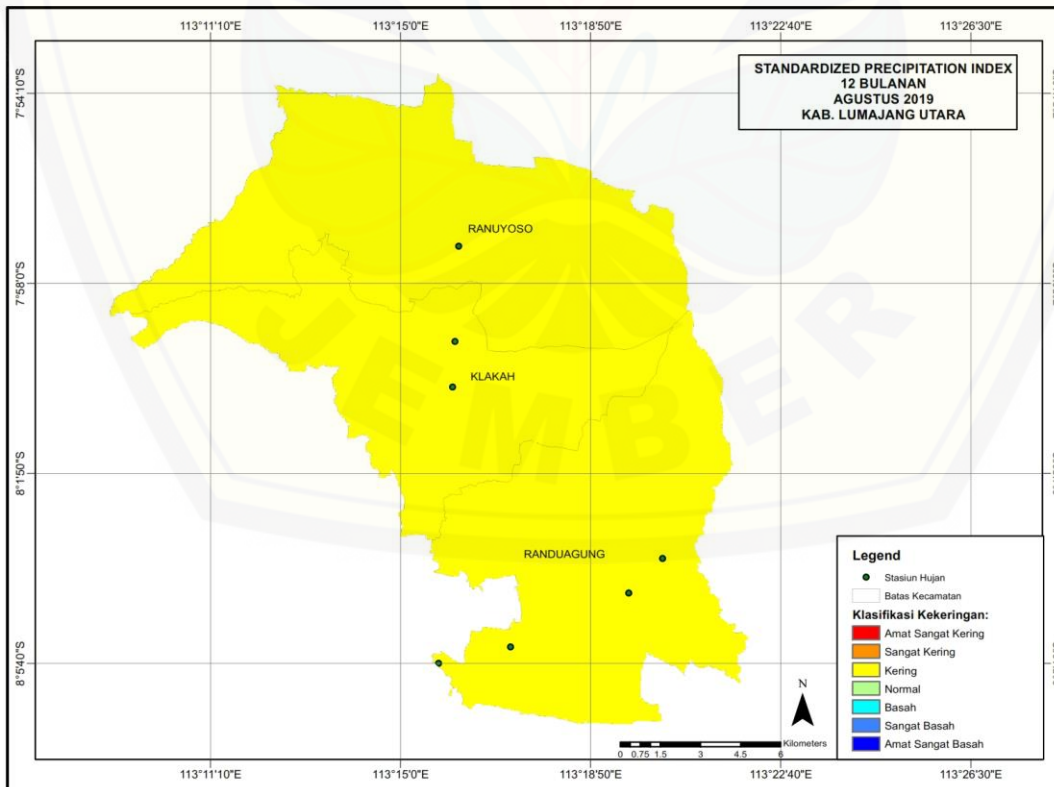 113°11'10"E 113°15'0"E 113°18'50"E 113°22'40"E 113°26'30"E
STANDARDIZED PRECIPITATION INDEX
12 BULANAN
AGUSTUS 2019
KAB. LUMAJANG UTARA
7°54'10"S
RANUYOSO
7°58'0"S
KLAKAH
JEMBER
8°1'50"S
RANDUAGUNG
8°5'40"S
Legend
Stasiun Hujan
Batas Kecamatan
Klasifikasi Kekeringan:
Amat Sangat Kering
Sangat Kering
Kering
Normal
Basah
Sangat Basah
Amat Sangat Basah
N
Kilometers
0 0.75 1.5 3 4.5 6
113°11'10"E 113°15'0"E 113°18'50"E 113°22'40"E 113°26'30"E